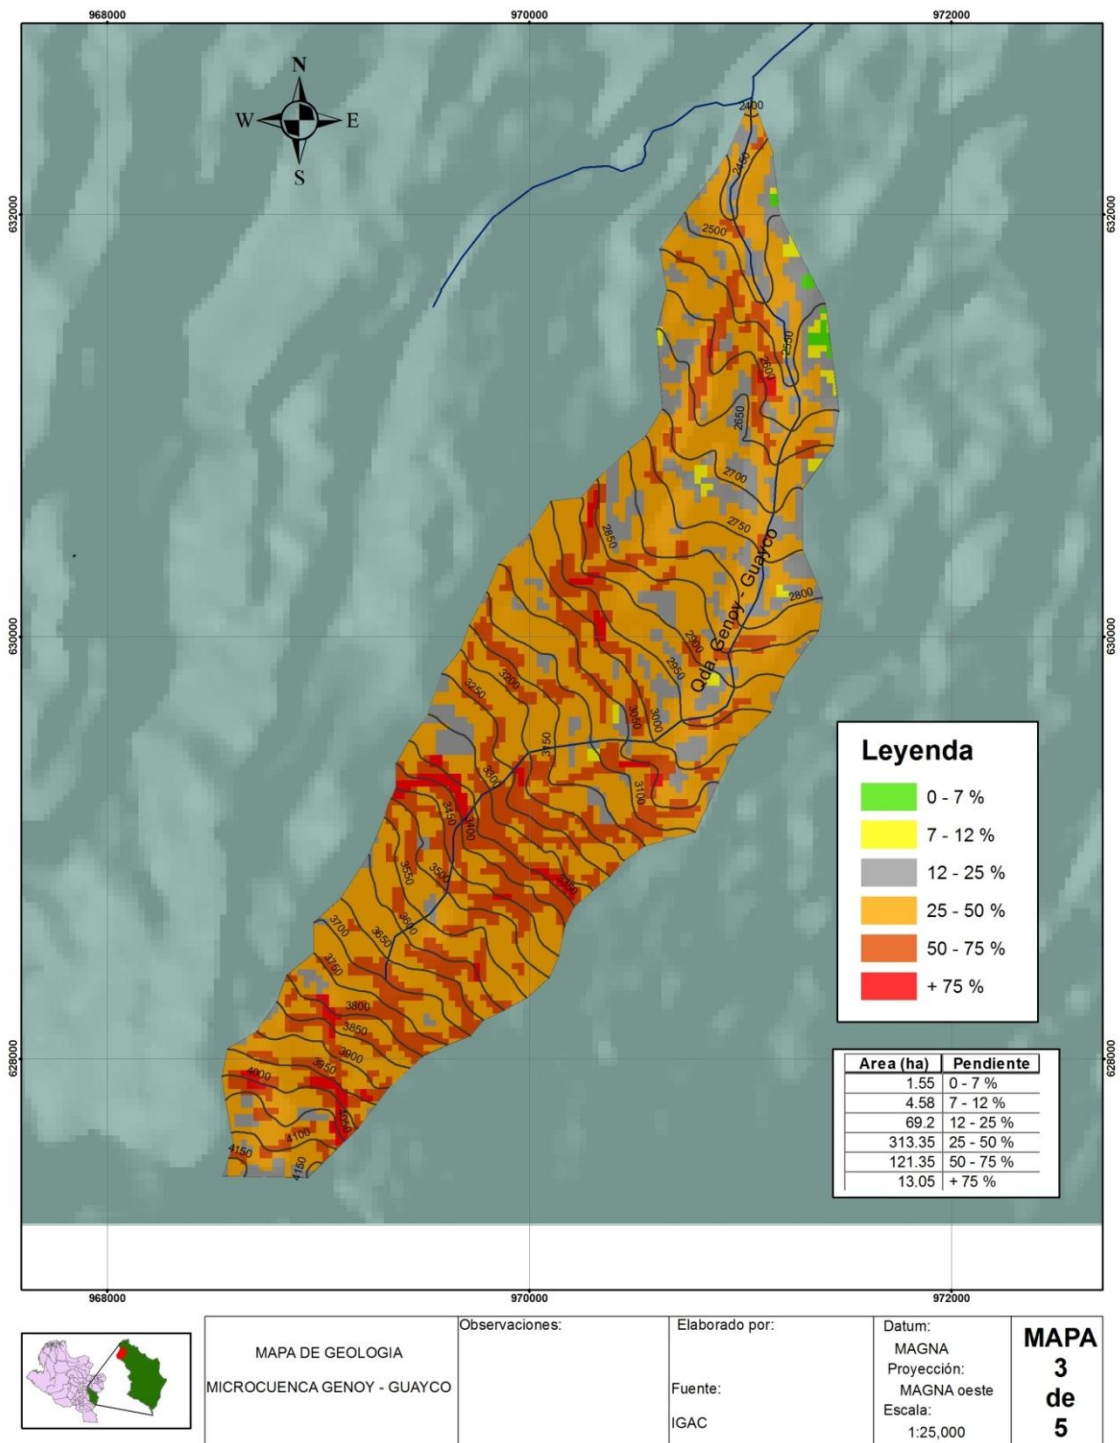 968000 970000 972000
N
W E
S
632000 632000
2400
2450
2500
2550
2600
2650
2700
2750
2850
2800
Qda. Genoy - Guayco
630000 630000
2900
2950
3200
3250
3050
3000
3150
3300
3100
3450
3400
3350
3550
3500
3600
3700
3650
3750
3800
3850
3900
3950
4000
4050
4100
4150
4150
628000 628000
Leyenda
0 - 7 %
7 - 12 %
12 - 25 %
25 - 50 %
50 - 75 %
+ 75 %
Area (ha) Pendiente
1.55 0 - 7 %
4.58 7 - 12 %
69.2 12 - 25 %
313.35 25 - 50 %
121.35 50 - 75 %
13.05 + 75 %
968000 970000 972000
MAPA DE GEOLOGIA
MICROCUENCA GENOY - GUAYCO
Observaciones:
Elaborado por:
Fuente:
IGAC
Datum:
MAGNA
Proyección:
MAGNA oeste
Escala:
1:25,000
MAPA
3
de
5